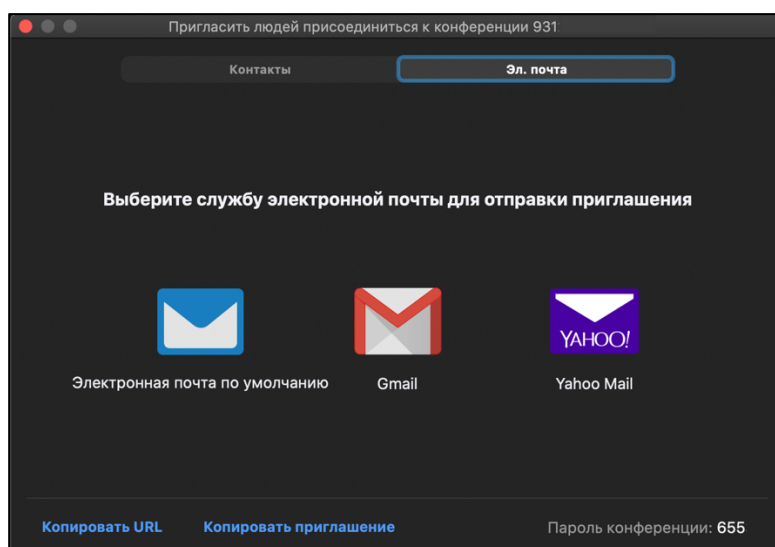 Пригласить людей присоединиться к конференции 931
Контакты
Эл. почта
Выберите службу электронной почты для отправки приглашения
YAHOO!
Электронная почта по умолчанию
Gmail
Yahoo Mail
Копировать URL
Копировать приглашение
Пароль конференции: 655